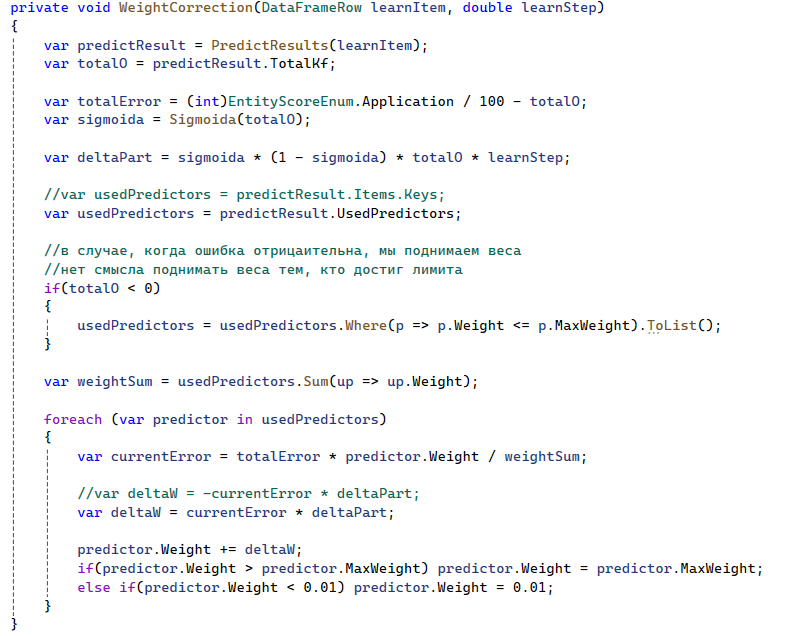 private void WeightCorrection(DataFrameRow learnItem, double learnStep)
{
    var predictResult = PredictResults(learnItem);
    var totalO = predictResult.TotalKf;

    var totalError = (int)EntityScoreEnum.Application / 100 - totalO;
    var sigmoida = Sigmoida(totalO);

    var deltaPart = sigmoida * (1 - sigmoida) * totalO * learnStep;

    //var usedPredictors = predictResult.Items.Keys;
    var usedPredictors = predictResult.UsedPredictors;

    //в случае, когда ошибка отрицаительна, мы поднимаем веса
    //нет смысла поднимать веса тем, кто достиг лимита
    if(totalO < 0)
    {
        usedPredictors = usedPredictors.Where(p => p.Weight <= p.MaxWeight).ToList();
    }

    var weightSum = usedPredictors.Sum(up => up.Weight);

    foreach (var predictor in usedPredictors)
    {
        var currentError = totalError * predictor.Weight / weightSum;

        //var deltaW = -currentError * deltaPart;
        var deltaW = currentError * deltaPart;

        predictor.Weight += deltaW;
        if(predictor.Weight > predictor.MaxWeight) predictor.Weight = predictor.MaxWeight;
        else if(predictor.Weight < 0.01) predictor.Weight = 0.01;
    }
}